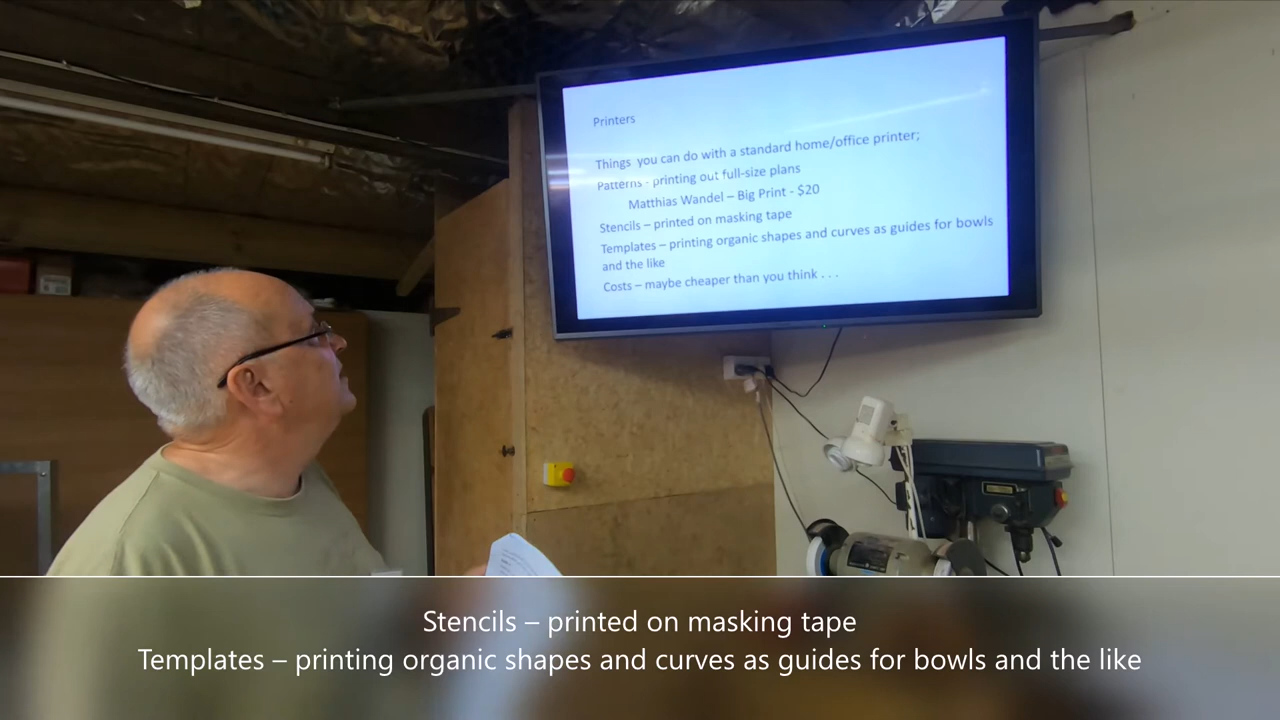 Printers
Things you can do with a standard home/office printer;
Patterns - printing out full-size plans
Matthias Wandel – Big Print - $20
Stencils – printed on masking tape
Templates – printing organic shapes and curves as guides for bowls
and the like
Costs – maybe cheaper than you think . . .
Stencils – printed on masking tape
Templates – printing organic shapes and curves as guides for bowls and the like